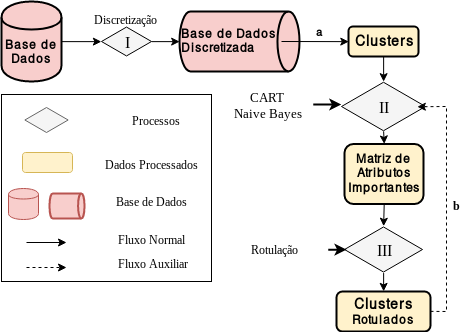 Base de
Dados
Discretização
I
Base de Dados
Discretizada
a
Clusters
CART
Naive Bayes
II
Matriz de
Atributos
Importantes
b
Rotulação
III
Clusters
Rotulados
Processos
Dados Processados
Base de Dados
Fluxo Normal
Fluxo Auxiliar